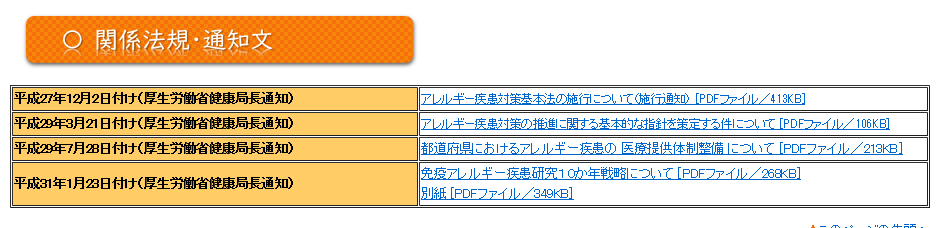 ○ 関係法規・通知文
平成27年12月2日付け(厚生労働省健康局長通知) アレルギー疾患対策基本法の施行について(施行通知) [PDFファイル／413KB]
平成29年3月21日付け(厚生労働省健康局長通知) アレルギー疾患対策の推進に関する基本的な指針を策定する件について [PDFファイル／106KB]
平成29年7月28日付け(厚生労働省健康局長通知) 都道府県におけるアレルギー疾患の 医療提供体制整備 について [PDFファイル／213KB]
平成31年1月23日付け(厚生労働省健康局長通知) 免疫アレルギー疾患研究１０か年戦略について [PDFファイル／268KB]
別紙 [PDFファイル／349KB]